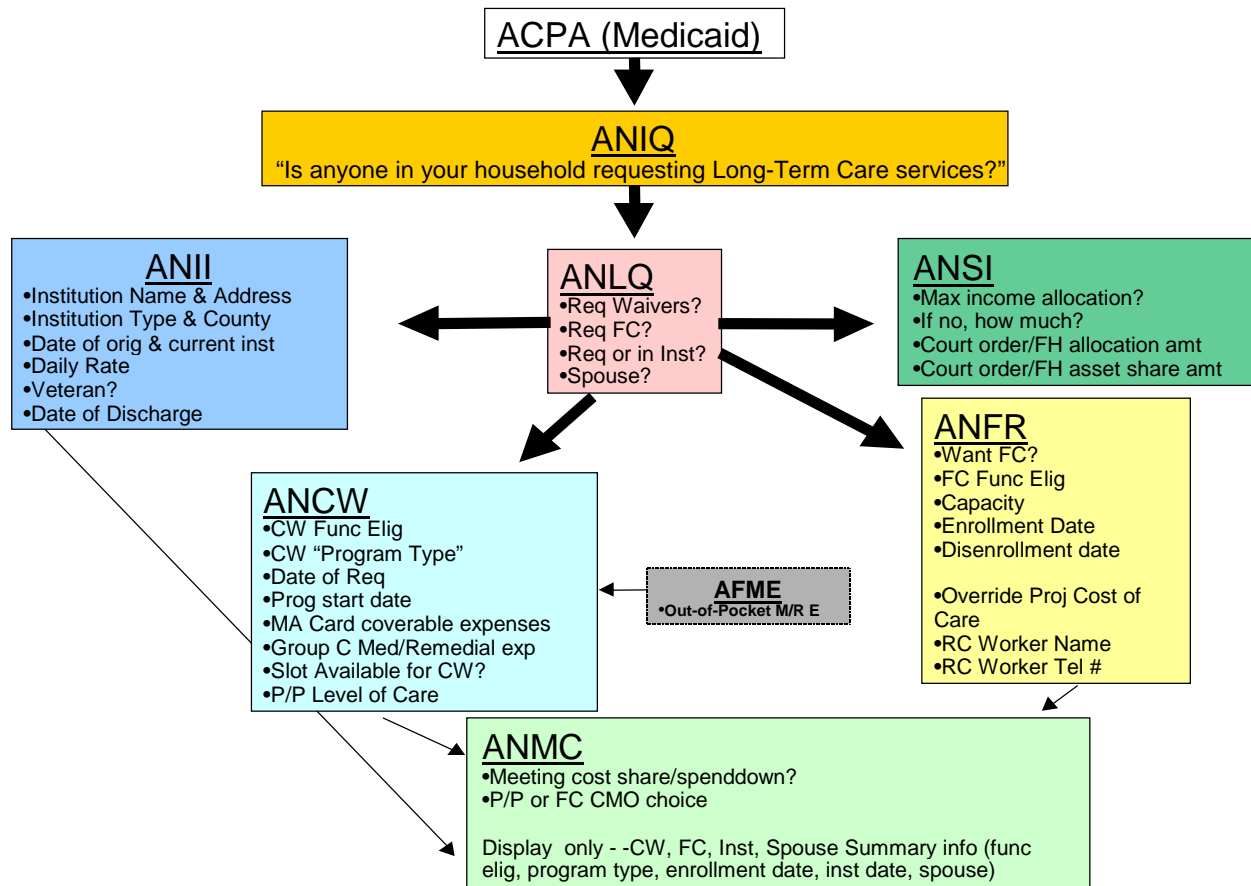 ACPA (Medicaid)
ANIQ
“Is anyone in your household requesting Long-Term Care services?”
ANII
•Institution Name & Address
•Institution Type & County
•Date of orig & current inst
•Daily Rate
•Veteran?
•Date of Discharge
ANLQ
•Req Waivers?
•Req FC?
•Req or in Inst?
•Spouse?
ANSI
•Max income allocation?
•If no, how much?
•Court order/FH allocation amt
•Court order/FH asset share amt
ANFR
•Want FC?
•FC Func Elig
•Capacity
•Enrollment Date
•Disenrollment date
•Override Proj Cost of
Care
•RC Worker Name
•RC Worker Tel #
ANCW
•CW Func Elig
•CW “Program Type”
•Date of Req
•Prog start date
•MA Card coverable expenses
•Group C Med/Remedial exp
•Slot Available for CW?
•P/P Level of Care
AFME
•Out-of-Pocket M/R E
ANMC
•Meeting cost share/spenddown?
•P/P or FC CMO choice
Display only - -CW, FC, Inst, Spouse Summary info (func
elig, program type, enrollment date, inst date, spouse)